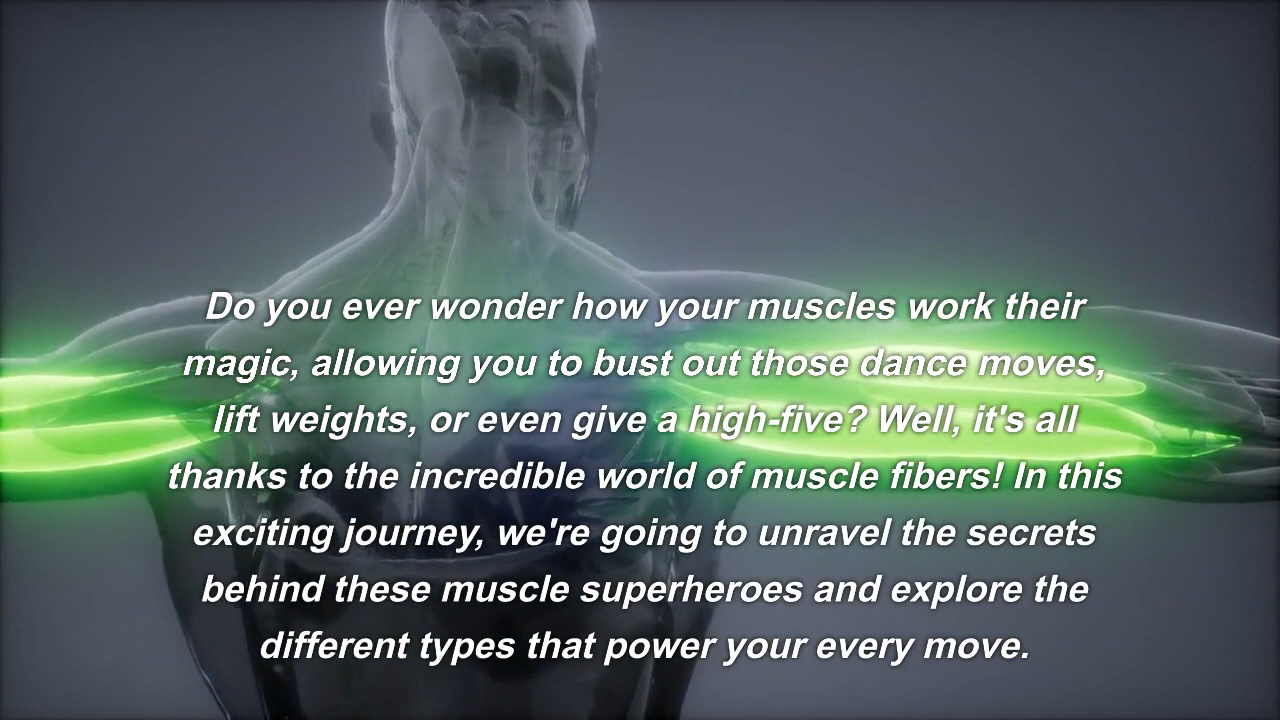 Do you ever wonder how your muscles work their
magic, allowing you to bust out those dance moves,
lift weights, or even give a high-five? Well, it's all
thanks to the incredible world of muscle fibers! In this
exciting journey, we're going to unravel the secrets
behind these muscle superheroes and explore the
different types that power your every move.